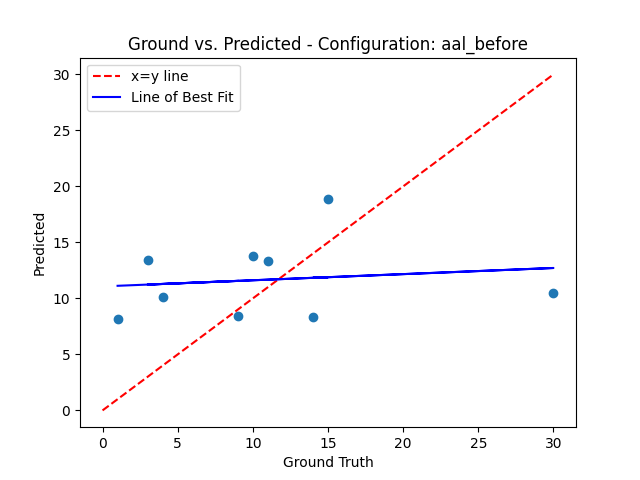 Ground vs. Predicted - Configuration: aal_before
x=y line
Line of Best Fit
30
25
20
15
10
5
0
Predicted
0 5 10 15 20 25 30
Ground Truth